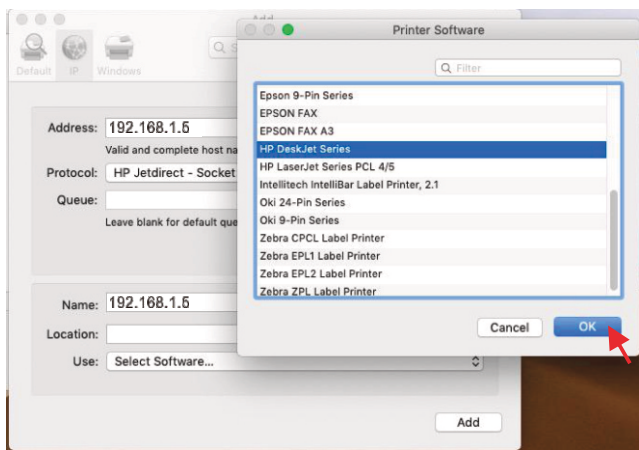 Add
Default
IP
Windows
Address: 192.168.1.5
Valid and complete host na
Protocol: HP Jetdirect - Socket
Queue:
Leave blank for default que
Name: 192.168.1.5
Location:
Use: Select Software...
Add
Printer Software
Filter
Epson 9-Pin Series
EPSON FAX
EPSON FAX A3
HP DeskJet Series
HP LaserJet Series PCL 4/5
Intellitech IntelliBar Label Printer, 2.1
Oki 24-Pin Series
Oki 9-Pin Series
Zebra CPCL Label Printer
Zebra EPL1 Label Printer
Zebra EPL2 Label Printer
Zebra ZPL Label Printer
Cancel
OK